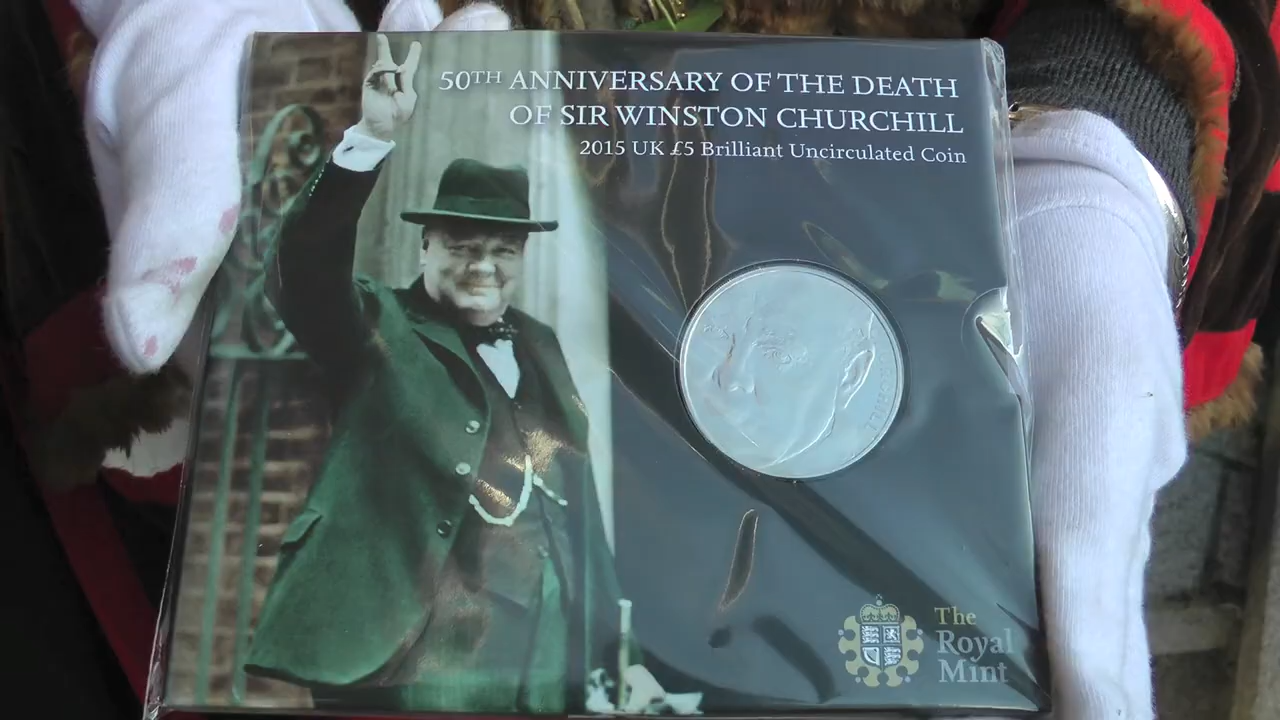 50TH ANNIVERSARY OF THE DEATH
OF SIR WINSTON CHURCHILL
2015 UK £5 Brilliant Uncirculated Coin
The
Royal
Mint